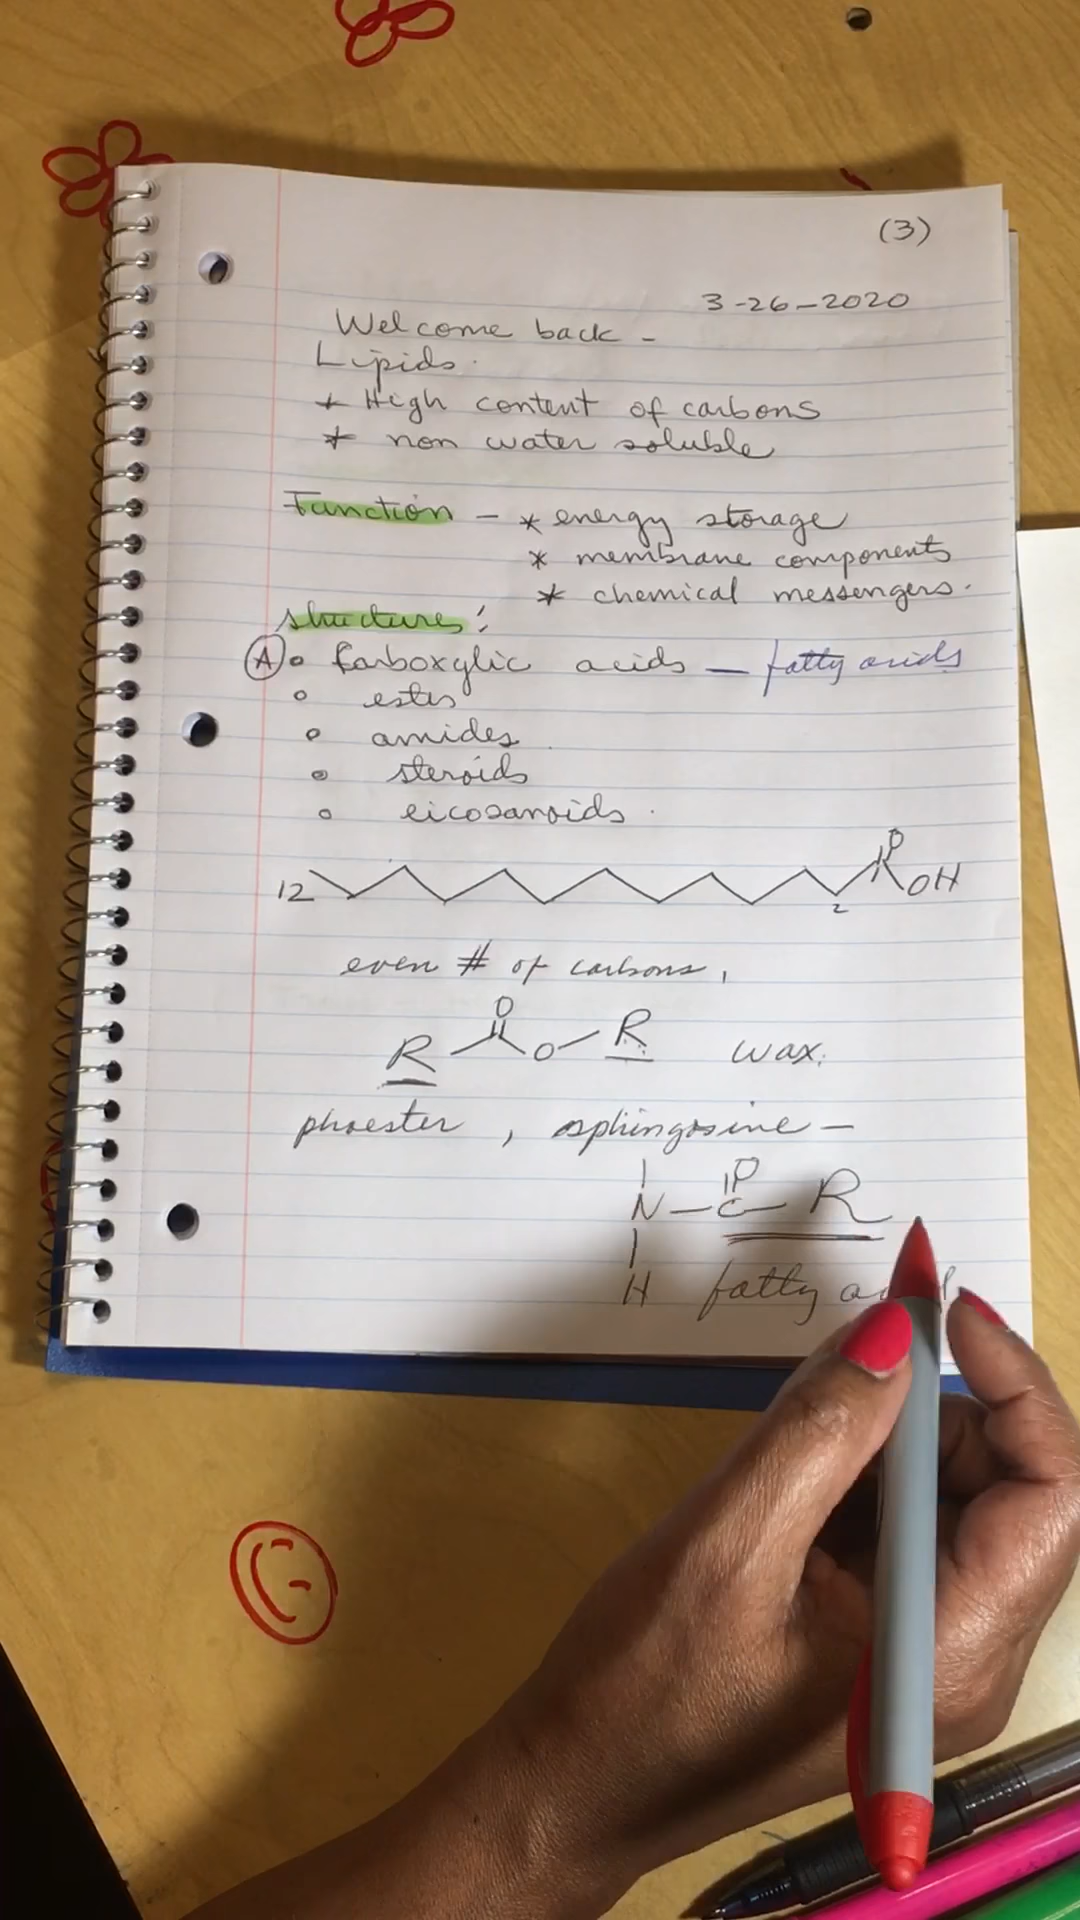 (3)
3-26-2020
Welcome back -
Lipids.
* High content of carbons
* non water soluble
Function - * energy storage
* membrane components
* chemical messengers.
structures:
A ○ Carboxylic acids — fatty acids
○ esters
○ amides
○ steroids
○ eicosanoids.
O
12 2 OH
even # of carbons,
O
R O R wax.
phoester, sphingosine -
O
N - C - R
H fatty